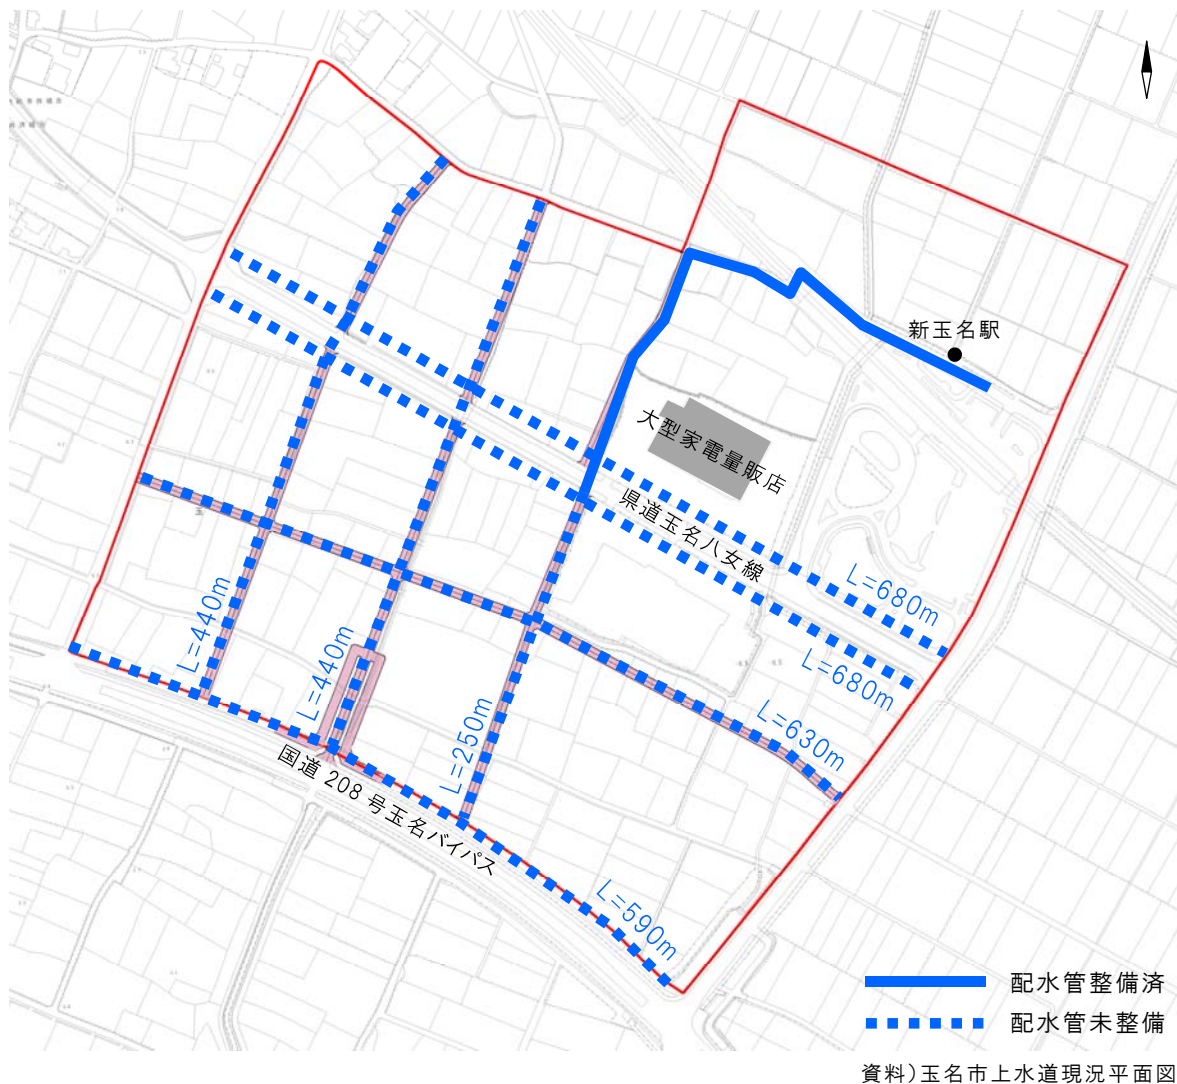 新玉名駅
大型家電量販店
県道玉名八女線
L=680m
L=680m
L=440m
L=440m
L=250m
L=630m
国道 208 号玉名バイパス
L=590m
配水管整備済
配水管未整備
資料)玉名市上水道現況平面図